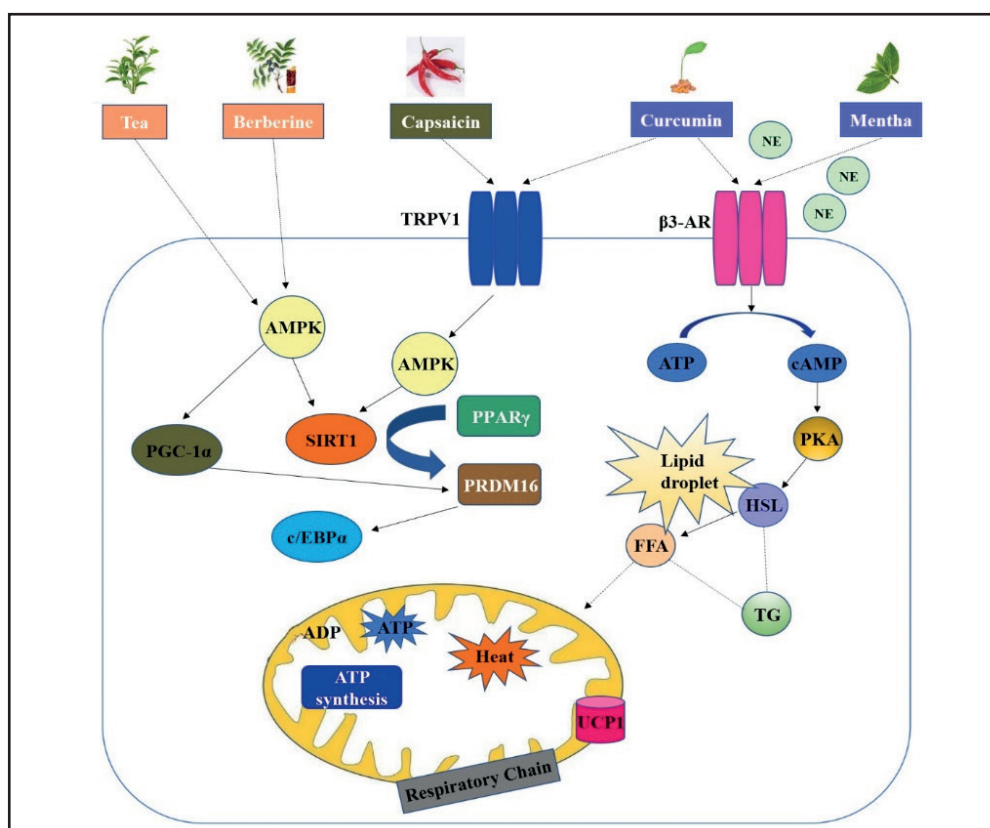 Tea
Berberine
Capsaicin
Curcumin
Mentha
NE
NE
NE
TRPV1
β3-AR
AMPK
AMPK
ATP
cAMP
PGC-1α
SIRT1
PPARγ
PKA
PRDM16
Lipid
droplet
HSL
c/EBPα
FFA
TG
ADP
ATP
Heat
ATP
synthesis
UCP1
Respiratory Chain